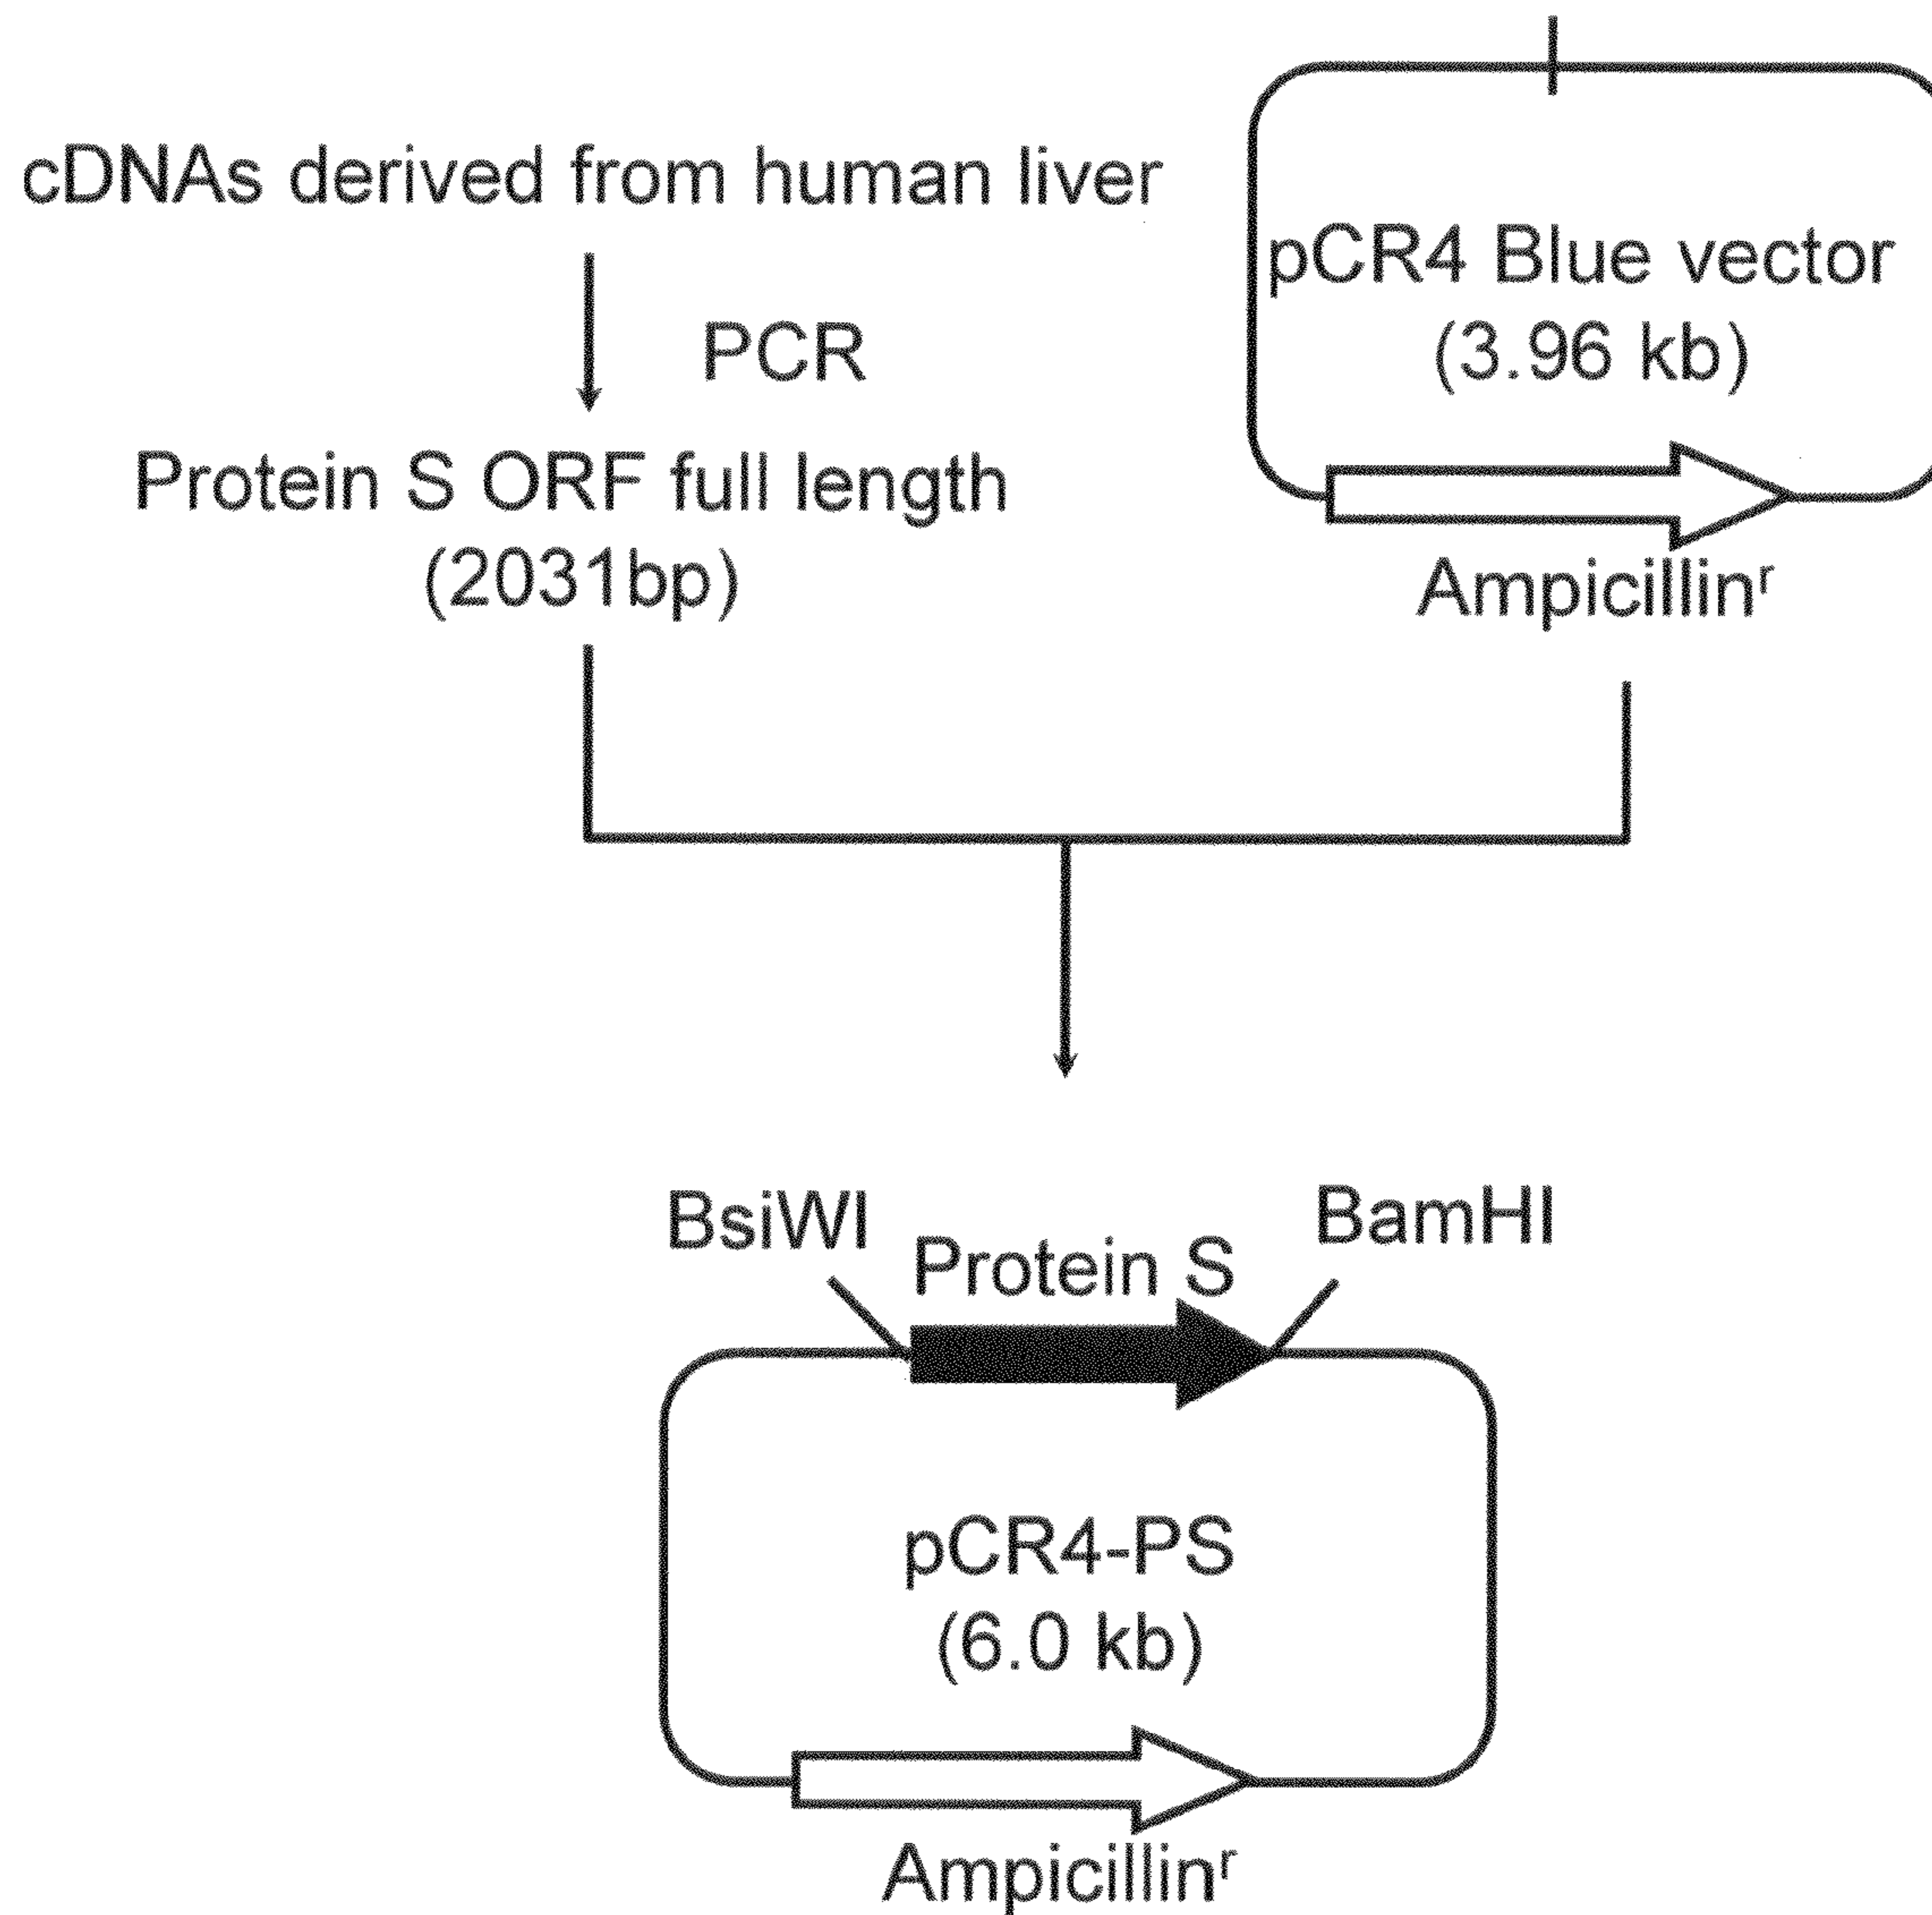 cDNAs derived from human liver
PCR
Protein S ORF full length
(2031bp)
pCR4 Blue vector
(3.96 kb)
Ampicillinʳ
BsiWI
Protein S
BamHI
pCR4-PS
(6.0 kb)
Ampicillinʳ